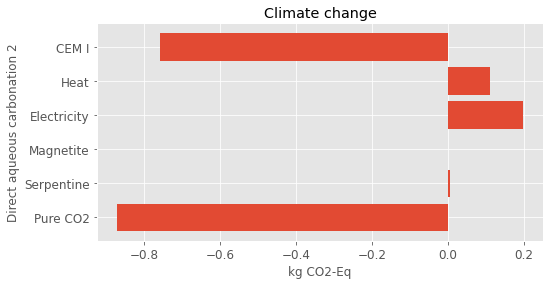 Climate change
Direct aqueous carbonation 2
CEM I
Heat
Electricity
Magnetite
Serpentine
Pure CO2
−0.8 −0.6 −0.4 −0.2 0.0 0.2
kg CO2-Eq